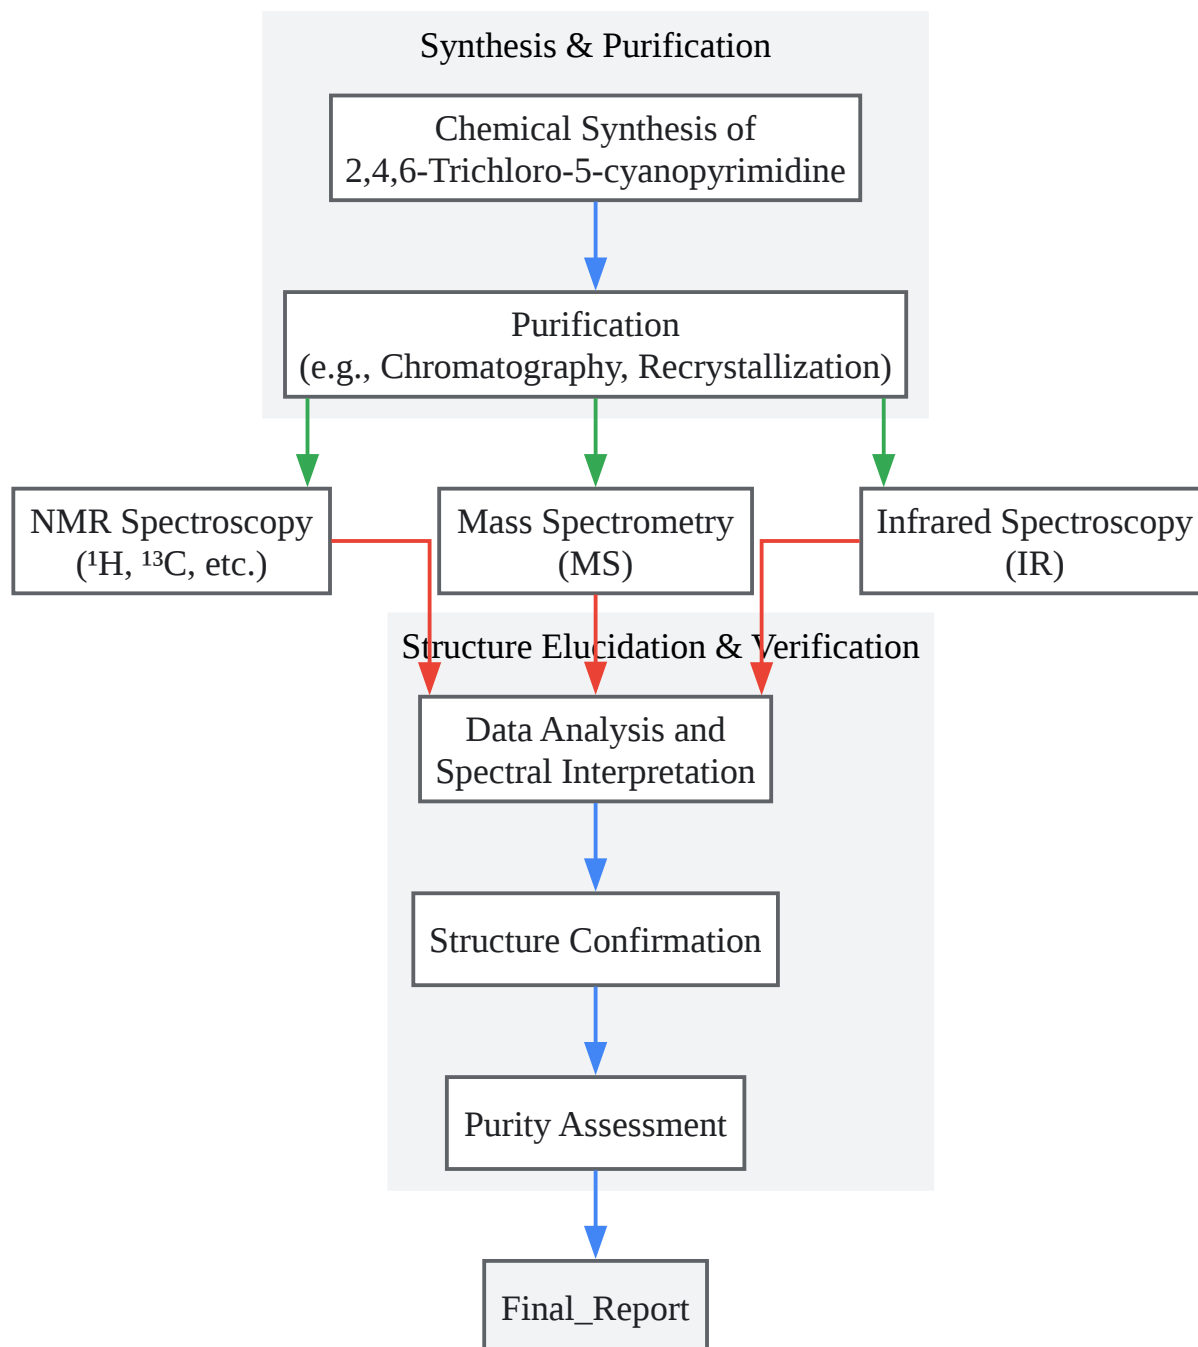 Synthesis & Purification
Chemical Synthesis of
2,4,6-Trichloro-5-cyanopyrimidine
Purification
(e.g., Chromatography, Recrystallization)
NMR Spectroscopy
(¹H, ¹³C, etc.)
Mass Spectrometry
(MS)
Infrared Spectroscopy
(IR)
Structure Elucidation & Verification
Data Analysis and
Spectral Interpretation
Structure Confirmation
Purity Assessment
Final_Report